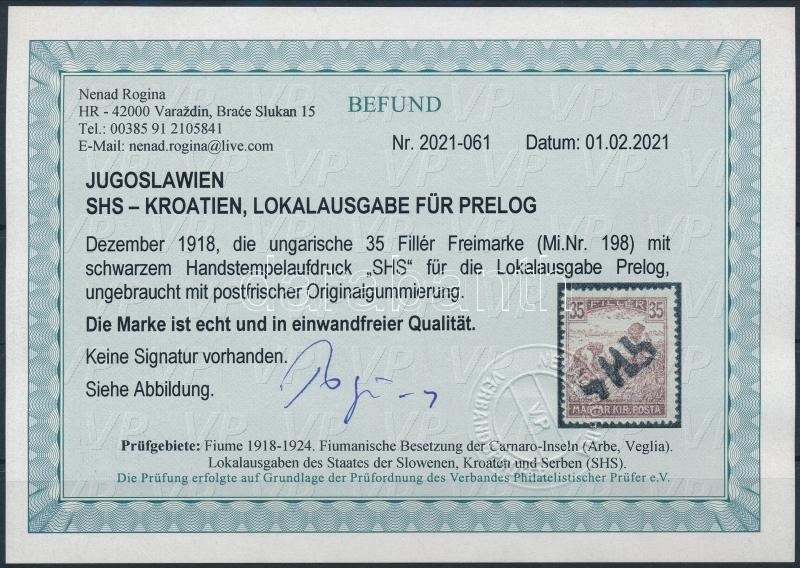 Nenad Rogina
HR - 42000 Varaždin, Braće Slukan 15
Tel.: 00385 91 2105841
E-Mail: nenad.rogina@live.com
BEFUND
Nr. 2021-061 Datum: 01.02.2021
JUGOSLAWIEN
SHS – KROATIEN, LOKALAUSGABE FÜR PRELOG
Dezember 1918, die ungarische 35 Fillér Freimarke (Mi.Nr. 198) mit
schwarzem Handstempelaufdruck „SHS“ für die Lokalausgabe Prelog,
ungebraucht mit postfrischer Originalgummierung.
Die Marke ist echt und in einwandfreier Qualität.
Keine Signatur vorhanden.
Siehe Abbildung.
35 FILLÉR 35
SHS
MAGYAR KIR. POSTA
VP
darabanth
Prüfgebiete: Fiume 1918-1924. Fiumanische Besetzung der Carnaro-Inseln (Arbe, Veglia).
Lokalausgaben des Staates der Slowenen, Kroaten und Serben (SHS).
Die Prüfung erfolgte auf Grundlage der Prüfordnung des Verbandes Philatelistischer Prüfer e.V.